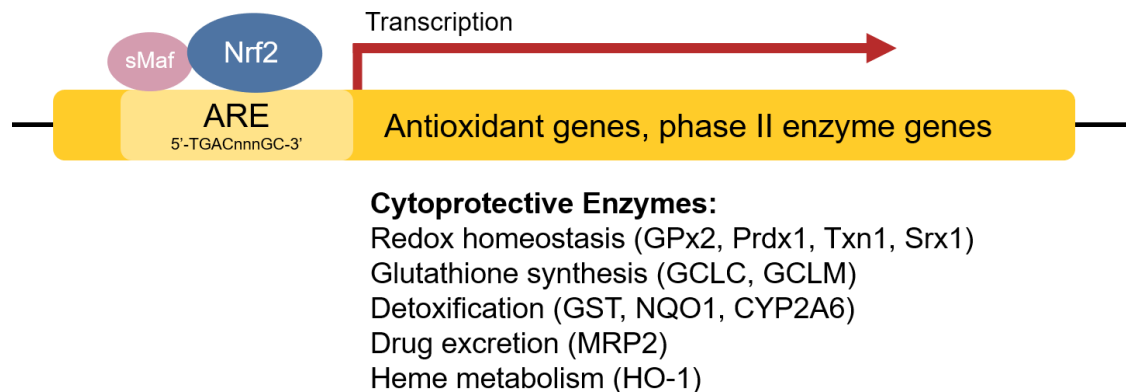 Transcription
sMaf
Nrf2
ARE
5'-TGACnnnGC-3'
Antioxidant genes, phase II enzyme genes
Cytoprotective Enzymes:
Redox homeostasis (GPx2, Prdx1, Txn1, Srx1)
Glutathione synthesis (GCLC, GCLM)
Detoxification (GST, NQO1, CYP2A6)
Drug excretion (MRP2)
Heme metabolism (HO-1)